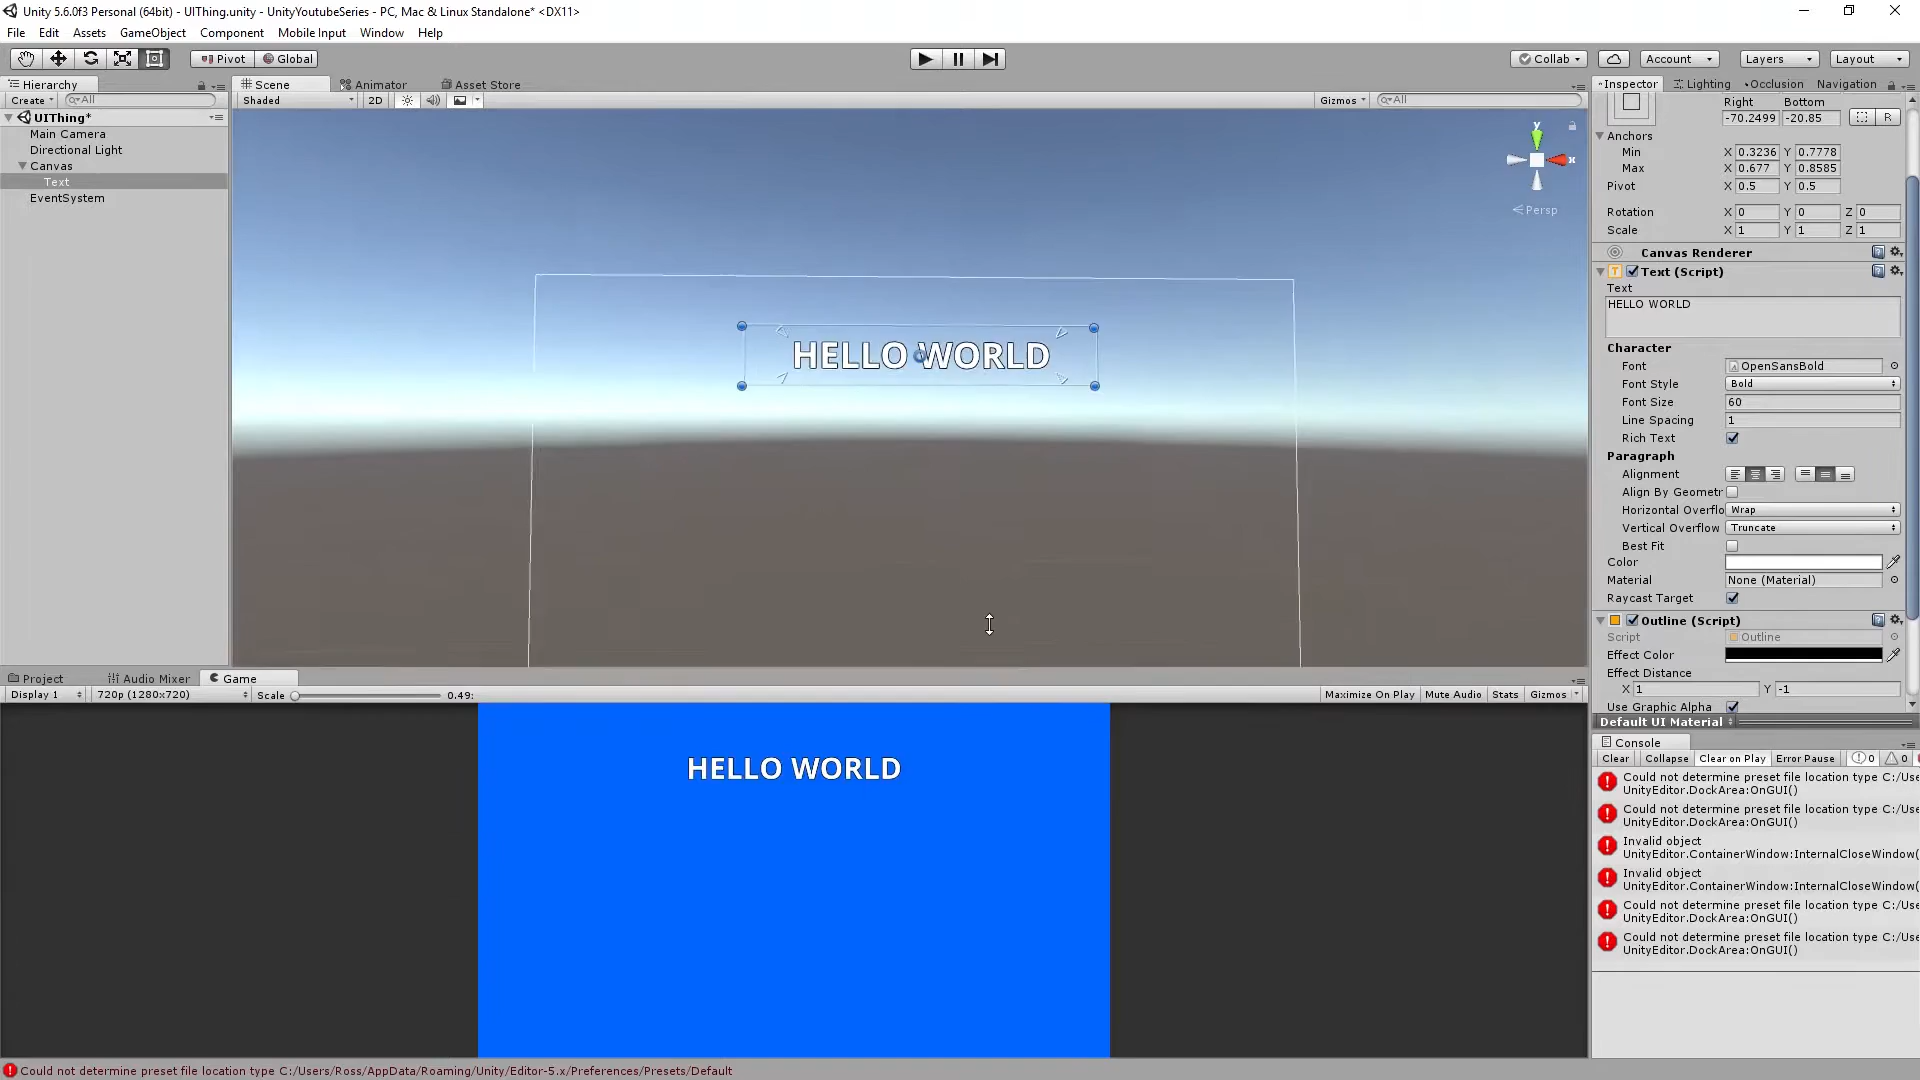 Unity 5.6.0f3 Personal (64bit) - UIThing.unity - UnityYoutubeSeries - PC, Mac & Linux Standalone* <DX11>
File Edit Assets GameObject Component Mobile Input Window Help
Pivot Global Collab Account Layers Layout
Hierarchy Scene Animator Asset Store Inspector Lighting Occlusion Navigation
Create All Shaded 2D Gizmos All
Right Bottom
-70.2499 -20.85
UIThing*
Main Camera
Directional Light
Canvas
Text
EventSystem
y
x
Persp
HELLO WORLD
Anchors
Min X 0.3236 Y 0.7778
Max X 0.677 Y 0.8585
Pivot X 0.5 Y 0.5
Rotation X 0 Y 0 Z 0
Scale X 1 Y 1 Z 1
R
Canvas Renderer
Text (Script)
Text
HELLO WORLD
Character
Font OpenSansBold
Font Style Bold
Font Size 60
Line Spacing 1
Rich Text
Paragraph
Alignment
Align By Geometr
Horizontal Overflo Wrap
Vertical Overflow Truncate
Best Fit
Color
Material None (Material)
Raycast Target
Outline (Script)
Script Outline
Effect Color
Effect Distance
X 1 Y -1
Use Graphic Alpha
Default UI Material
Project Audio Mixer Game
Display 1 720p (1280x720) Scale 0.49: Maximize On Play Mute Audio Stats Gizmos
HELLO WORLD
Console
Clear Collapse Clear on Play Error Pause 0 0
Could not determine preset file location type C:/Use
UnityEditor.DockArea:OnGUI()
Could not determine preset file location type C:/Use
UnityEditor.DockArea:OnGUI()
Invalid object
UnityEditor.ContainerWindow:InternalCloseWindow(
Invalid object
UnityEditor.ContainerWindow:InternalCloseWindow(
Could not determine preset file location type C:/Use
UnityEditor.DockArea:OnGUI()
Could not determine preset file location type C:/Use
UnityEditor.DockArea:OnGUI()
Could not determine preset file location type C:/Users/Ross/AppData/Roaming/Unity/Editor-5.x/Preferences/Presets/Default